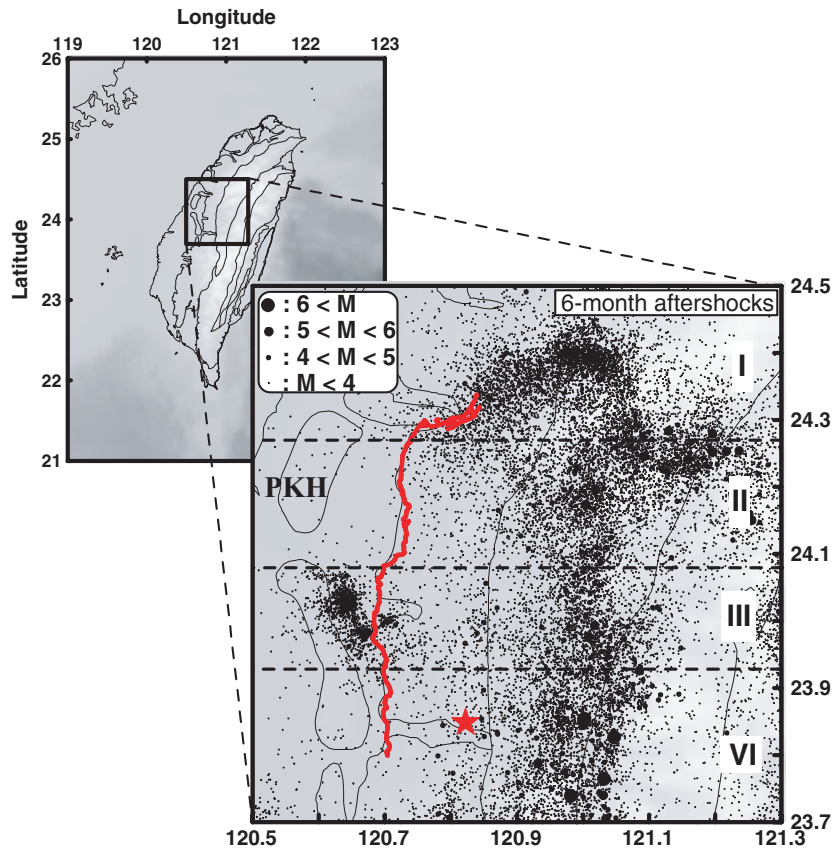 Longitude
119 120 121 122 123
26
25
24
23
22
21
Latitude
6-month aftershocks
: 6 < M
: 5 < M < 6
: 4 < M < 5
: M < 4
24.5
I
24.3
PKH
II
24.1
III
23.9
VI
23.7
120.5 120.7 120.9 121.1 121.3